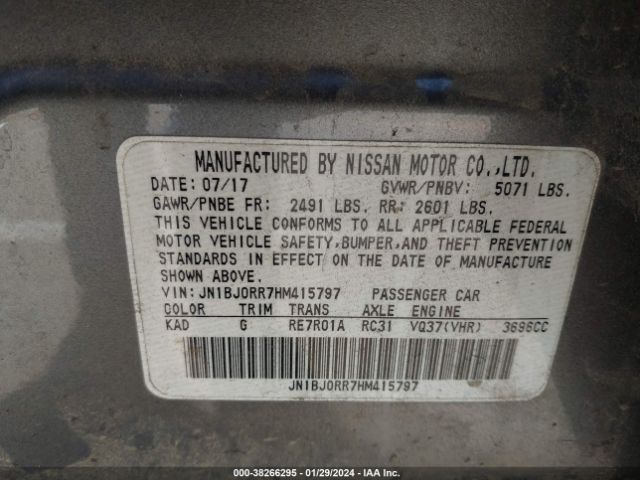 MANUFACTURED BY NISSAN MOTOR CO.,LTD.
DATE: 07/17 GVWR/PNBV: 5071 LBS.
GAWR/PNBE FR: 2491 LBS. RR: 2601 LBS.
THIS VEHICLE CONFORMS TO ALL APPLICABLE FEDERAL
MOTOR VEHICLE SAFETY,BUMPER,AND THEFT PREVENTION
STANDARDS IN EFFECT ON THE DATE OF MANUFACTURE
SHOWN ABOVE.
VIN: JN1BJ0RR7HM415797 PASSENGER CAR
COLOR TRIM TRANS AXLE ENGINE
KAD G RE7R01A RC31 VQ37(VHR) 3696CC
JN1BJ0RR7HM415797
000-38266295 - 01/29/2024 - IAA Inc.